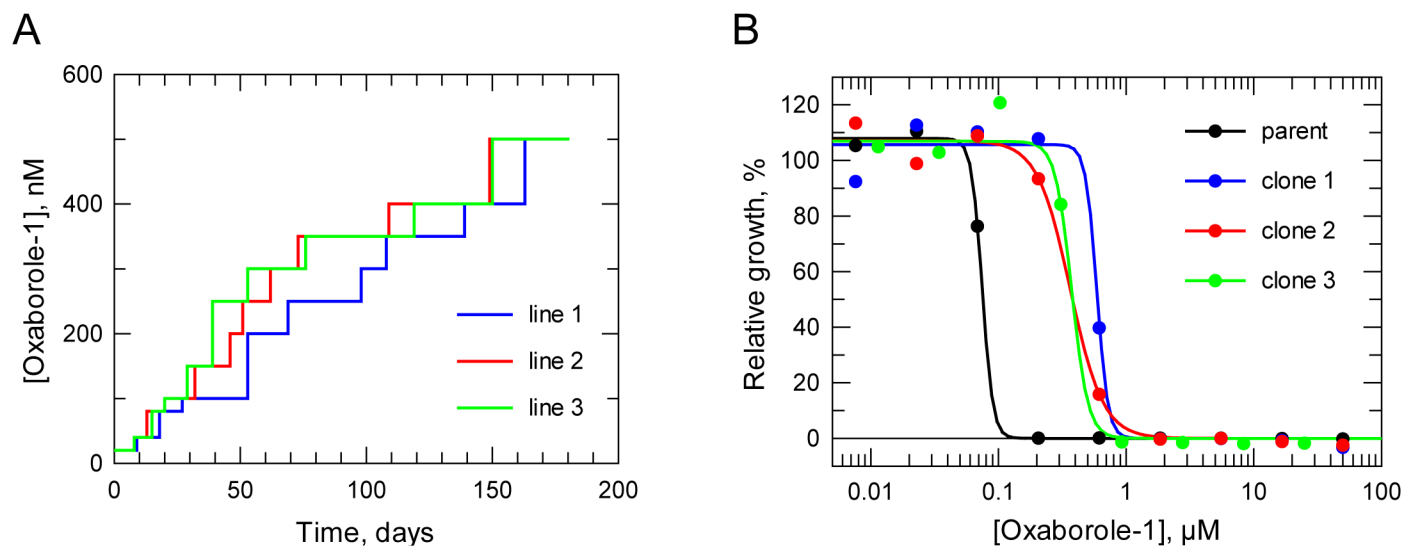 A
600
400
200
0
[Oxaborole-1], nM
line 1
line 2
line 3
0 50 100 150 200
Time, days
B
120
100
80
60
40
20
0
Relative growth, %
parent
clone 1
clone 2
clone 3
0.01 0.1 1 10 100
[Oxaborole-1], µM